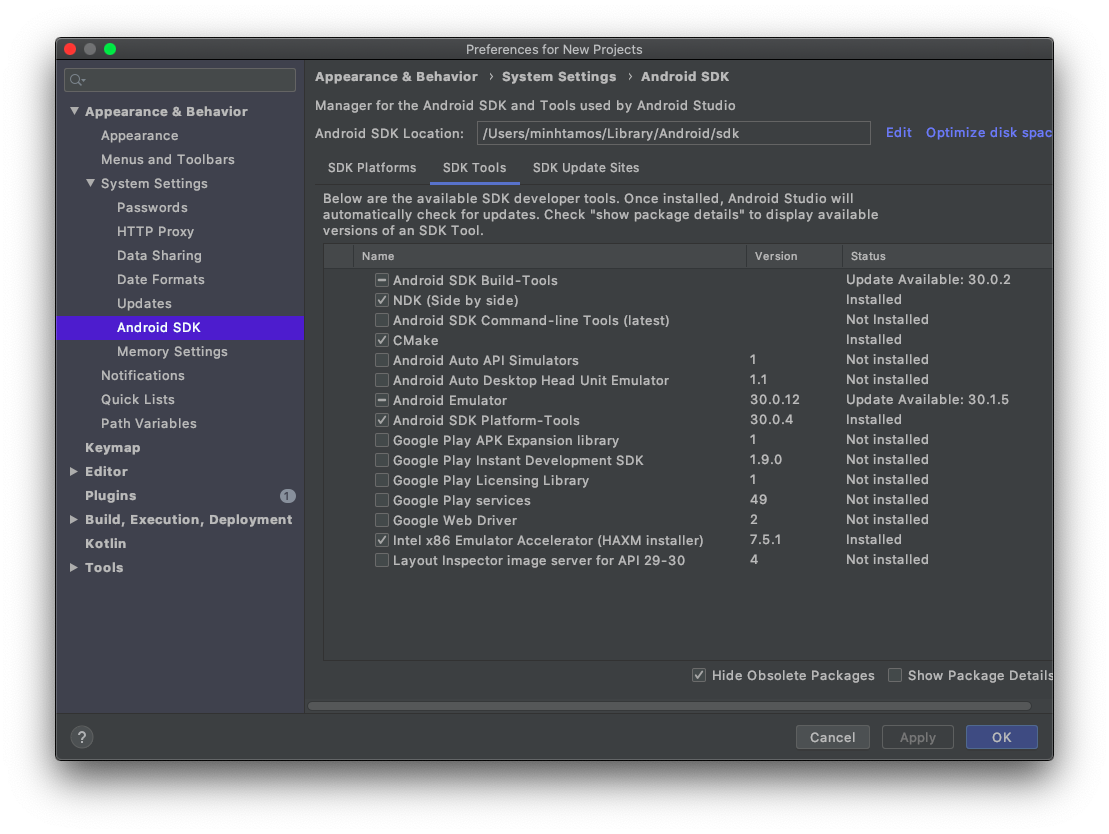 Preferences for New Projects
Appearance & Behavior
Appearance
Menus and Toolbars
System Settings
Passwords
HTTP Proxy
Data Sharing
Date Formats
Updates
Android SDK
Memory Settings
Notifications
Quick Lists
Path Variables
Keymap
Editor
Plugins 1
Build, Execution, Deployment
Kotlin
Tools
Appearance & Behavior › System Settings › Android SDK
Manager for the Android SDK and Tools used by Android Studio
Android SDK Location: /Users/minhtamos/Library/Android/sdk Edit Optimize disk spac
SDK Platforms SDK Tools SDK Update Sites
Below are the available SDK developer tools. Once installed, Android Studio will
automatically check for updates. Check "show package details" to display available
versions of an SDK Tool.
Name Version Status
Android SDK Build-Tools Update Available: 30.0.2
NDK (Side by side) Installed
Android SDK Command-line Tools (latest) Not Installed
CMake Installed
Android Auto API Simulators 1 Not installed
Android Auto Desktop Head Unit Emulator 1.1 Not installed
Android Emulator 30.0.12 Update Available: 30.1.5
Android SDK Platform-Tools 30.0.4 Installed
Google Play APK Expansion library 1 Not installed
Google Play Instant Development SDK 1.9.0 Not installed
Google Play Licensing Library 1 Not installed
Google Play services 49 Not installed
Google Web Driver 2 Not installed
Intel x86 Emulator Accelerator (HAXM installer) 7.5.1 Installed
Layout Inspector image server for API 29-30 4 Not installed
Hide Obsolete Packages Show Package Details
? Cancel Apply OK